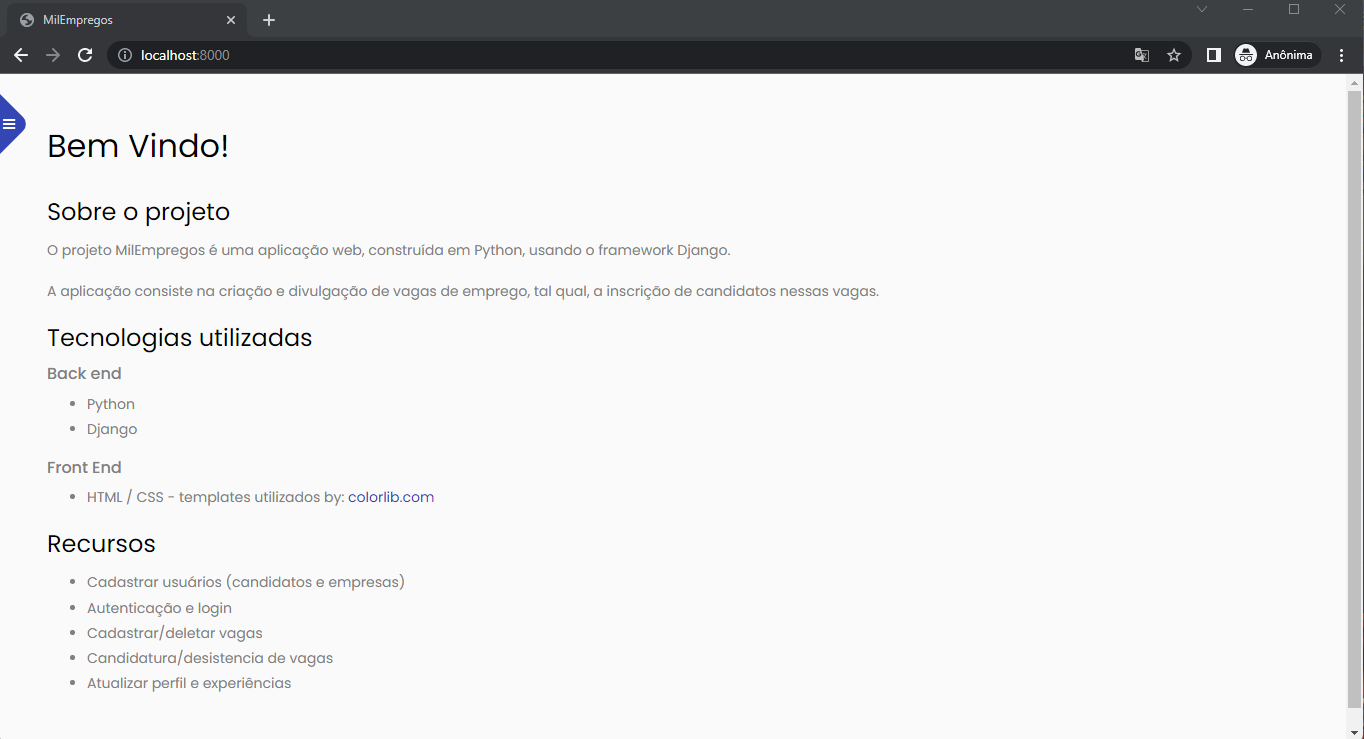 MilEmpregos
localhost:8000
Anônima
Bem Vindo!
Sobre o projeto
O projeto MilEmpregos é uma aplicação web, construída em Python, usando o framework Django.
A aplicação consiste na criação e divulgação de vagas de emprego, tal qual, a inscrição de candidatos nessas vagas.
Tecnologias utilizadas
Back end
• Python
• Django
Front End
• HTML / CSS - templates utilizados by: colorlib.com
Recursos
• Cadastrar usuários (candidatos e empresas)
• Autenticação e login
• Cadastrar/deletar vagas
• Candidatura/desistencia de vagas
• Atualizar perfil e experiências